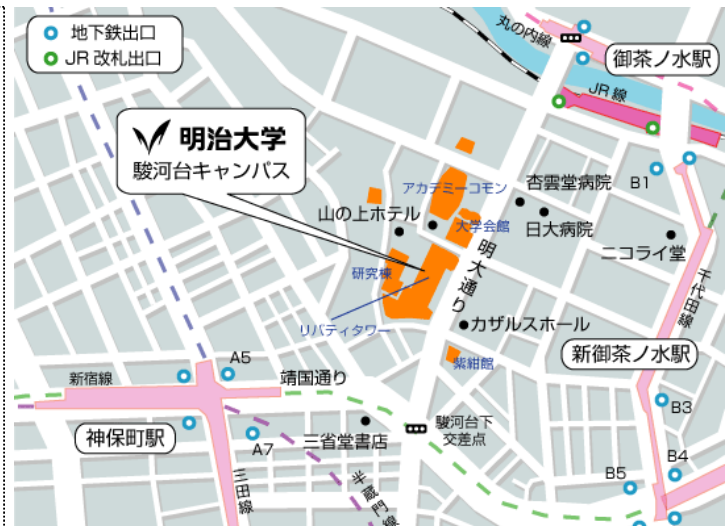 地下鉄出口
JR 改札出口
丸の内線
御茶ノ水駅
JR 線
明治大学
駿河台キャンパス
アカデミーコモン
杏雲堂病院
B1
山の上ホテル
大学会館
日大病院
ニコライ堂
明大通り
研究棟
千代田線
リバティタワー
カザルスホール
新御茶ノ水駅
紫紺館
新宿線
A5
靖国通り
B3
神保町駅
A7
三省堂書店
駿河台下
交差点
B4
B5
三田線
半蔵門線